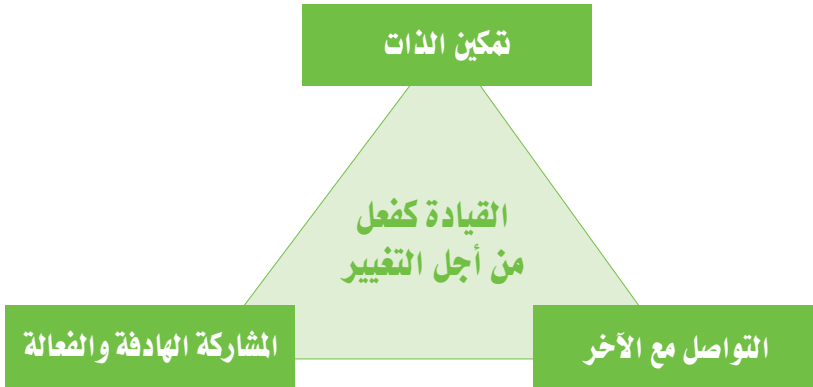 تمكين الذات
القيادة كفعل
من أجل التغيير
التواصل مع الآخر
المشاركة الهادفة والفعالة